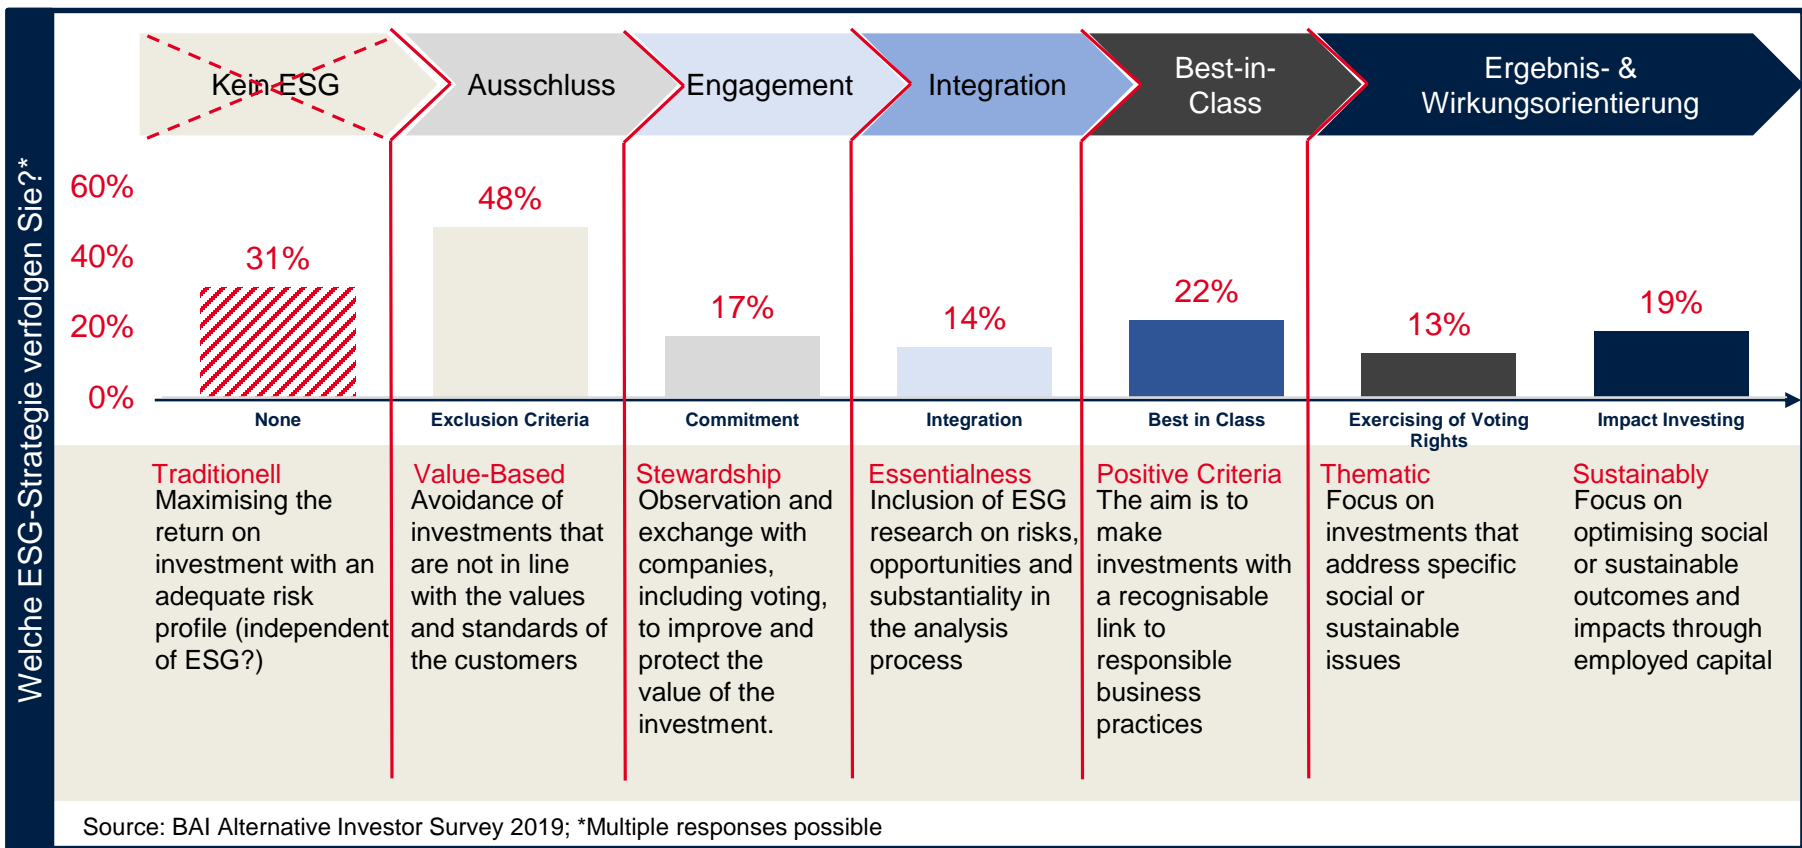 Welche ESG-Strategie verfolgen Sie?*
Kein ESG
Ausschluss
Engagement
Integration
Best-in-
Class
Ergebnis- &
Wirkungsorientierung
60%
40%
20%
0%
31%
48%
17%
14%
22%
13%
19%
None
Exclusion Criteria
Commitment
Integration
Best in Class
Exercising of Voting
Rights
Impact Investing
Traditionell
Maximising the
return on
investment with an
adequate risk
profile (independent
of ESG?)
Value-Based
Avoidance of
investments that
are not in line
with the values
and standards of
the customers
Stewardship
Observation and
exchange with
companies,
including voting,
to improve and
protect the
value of the
investment.
Essentialness
Inclusion of ESG
research on risks,
opportunities and
substantiality in
the analysis
process
Positive Criteria
The aim is to
make
investments with
a recognisable
link to
responsible
business
practices
Thematic
Focus on
investments that
address specific
social or
sustainable
issues
Sustainably
Focus on
optimising social
or sustainable
outcomes and
impacts through
employed capital
Source: BAI Alternative Investor Survey 2019; *Multiple responses possible